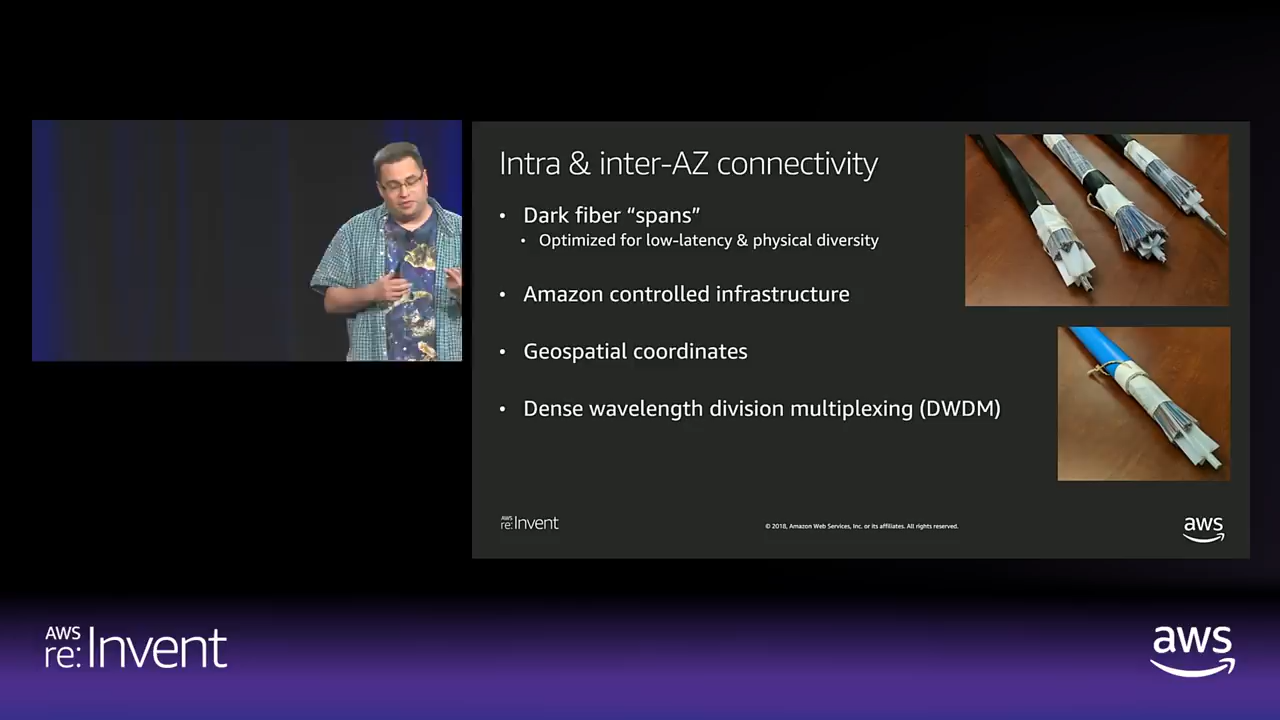 Intra & inter-AZ connectivity
• Dark fiber “spans”
• Optimized for low-latency & physical diversity
• Amazon controlled infrastructure
• Geospatial coordinates
• Dense wavelength division multiplexing (DWDM)
AWS
re:Invent
© 2018, Amazon Web Services, Inc. or its affiliates. All rights reserved.
aws
AWS
re:Invent
aws